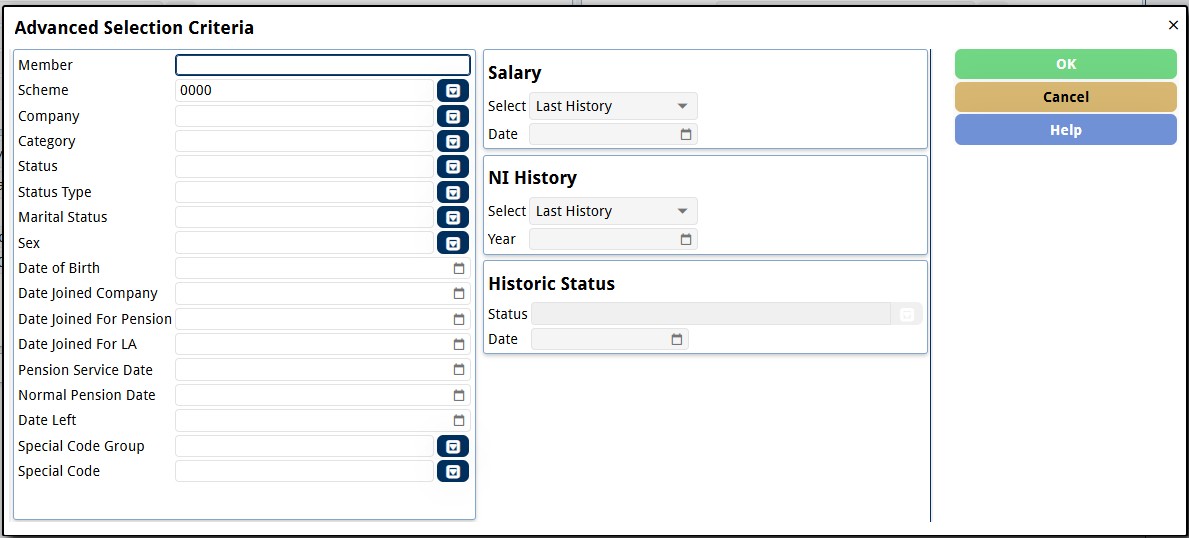 Advanced Selection Criteria
Member
Scheme 0000
Company
Category
Status
Status Type
Marital Status
Sex
Date of Birth
Date Joined Company
Date Joined For Pension
Date Joined For LA
Pension Service Date
Normal Pension Date
Date Left
Special Code Group
Special Code
Salary
Select Last History
Date
NI History
Select Last History
Year
Historic Status
Status
Date
OK
Cancel
Help